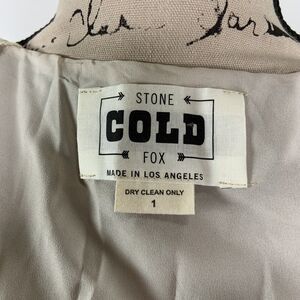 STONE
COLD
FOX
MADE IN LOS ANGELES
DRY CLEAN ONLY
1